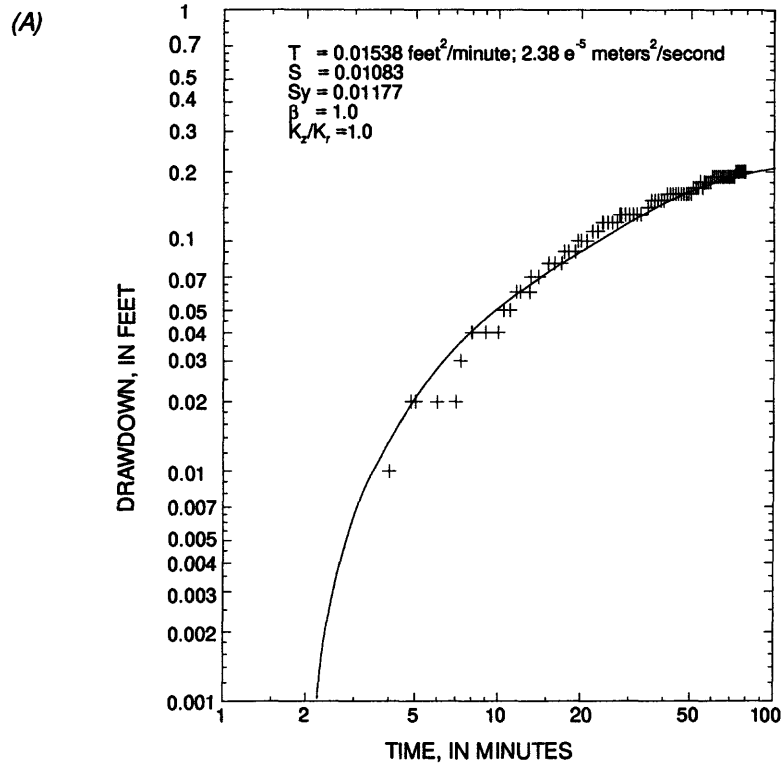 (A)
T = 0.01538 feet²/minute; 2.38 e⁻⁵ meters²/second
S = 0.01083
Sy = 0.01177
β = 1.0
Kz/Kr =1.0
DRAWDOWN, IN FEET
1
0.7
0.5
0.4
0.3
0.2
0.1
0.07
0.05
0.04
0.03
0.02
0.01
0.007
0.005
0.004
0.003
0.002
0.001
1 2 5 10 20 50 100
TIME, IN MINUTES